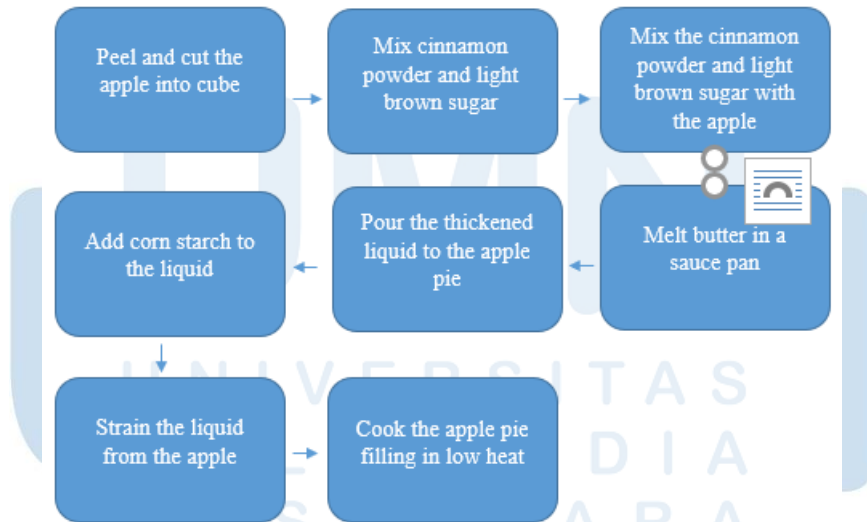 Peel and cut the
apple into cube
Mix cinnamon
powder and light
brown sugar
Mix the cinnamon
powder and light
brown sugar with
the apple
Melt butter in a
sauce pan
Pour the thickened
liquid to the apple
pie
Add corn starch to
the liquid
Strain the liquid
from the apple
Cook the apple pie
filling in low heat